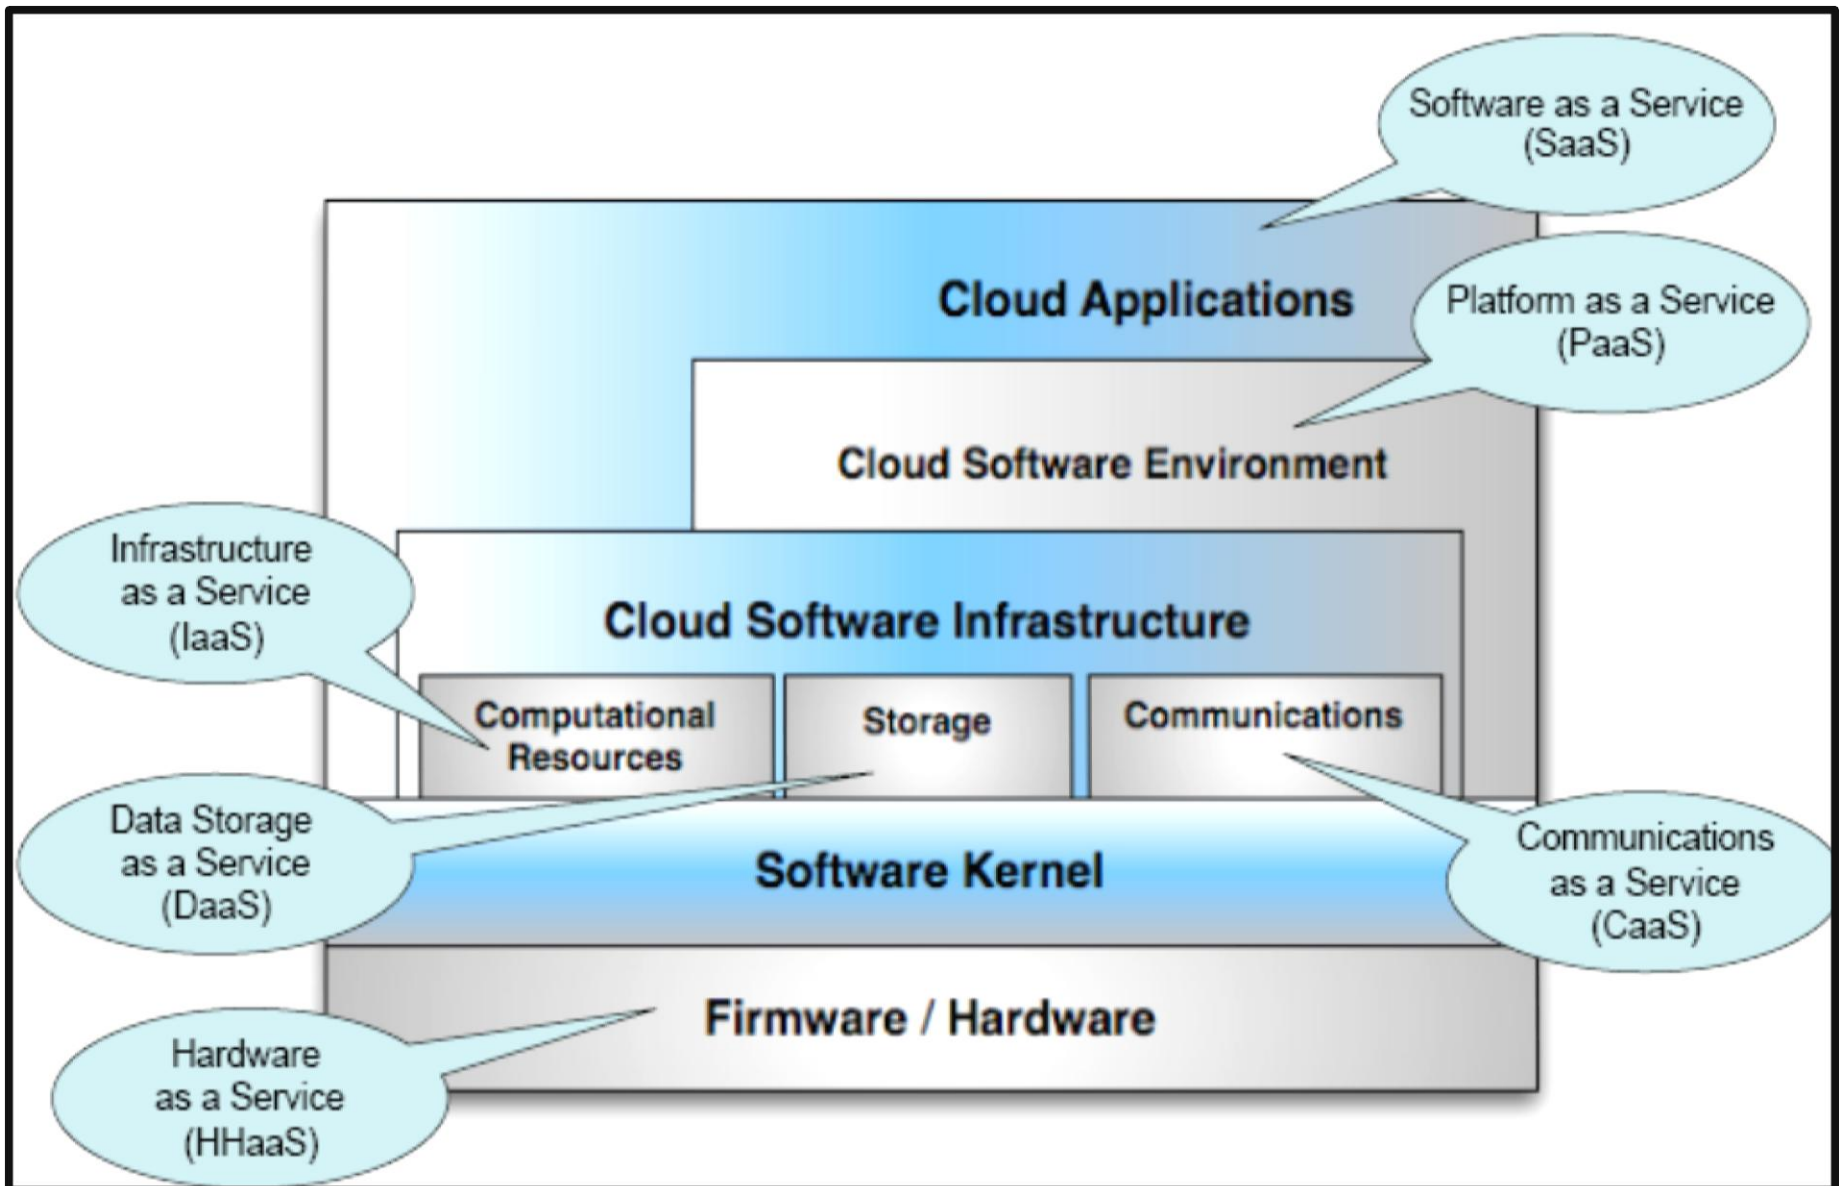 Software as a Service
(SaaS)
Cloud Applications
Platform as a Service
(PaaS)
Cloud Software Environment
Infrastructure
as a Service
(IaaS)
Cloud Software Infrastructure
Computational
Resources
Storage
Communications
Data Storage
as a Service
(DaaS)
Software Kernel
Communications
as a Service
(CaaS)
Firmware / Hardware
Hardware
as a Service
(HHaaS)